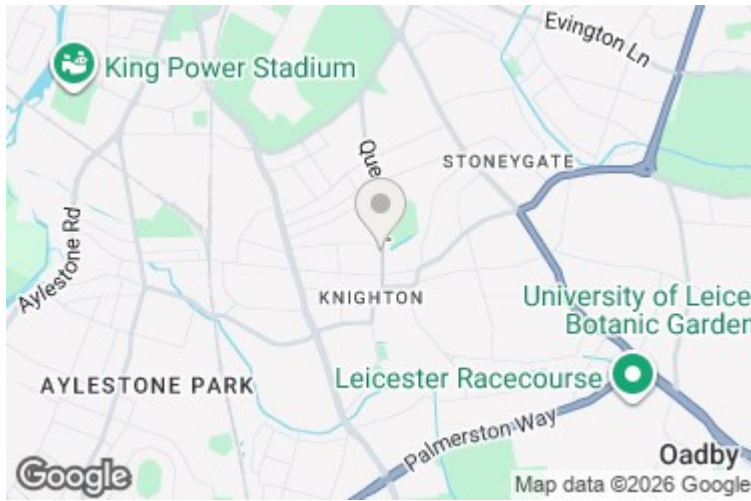 Evington Ln
King Power Stadium
Que
STONEYGATE
Aylestone Rd
KNIGHTON
University of Leice
Botanic Garden
Leicester Racecourse
AYLESTONE PARK
Palmerston Way
Oadby
Google
Map data ©2026 Google